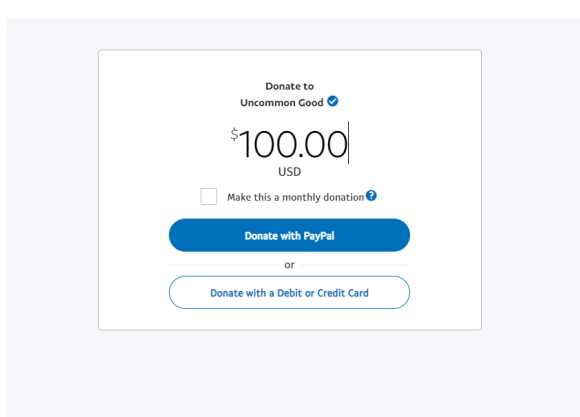 Donate to
Uncommon Good
$100.00
USD
Make this a monthly donation ?
Donate with PayPal
or
Donate with a Debit or Credit Card